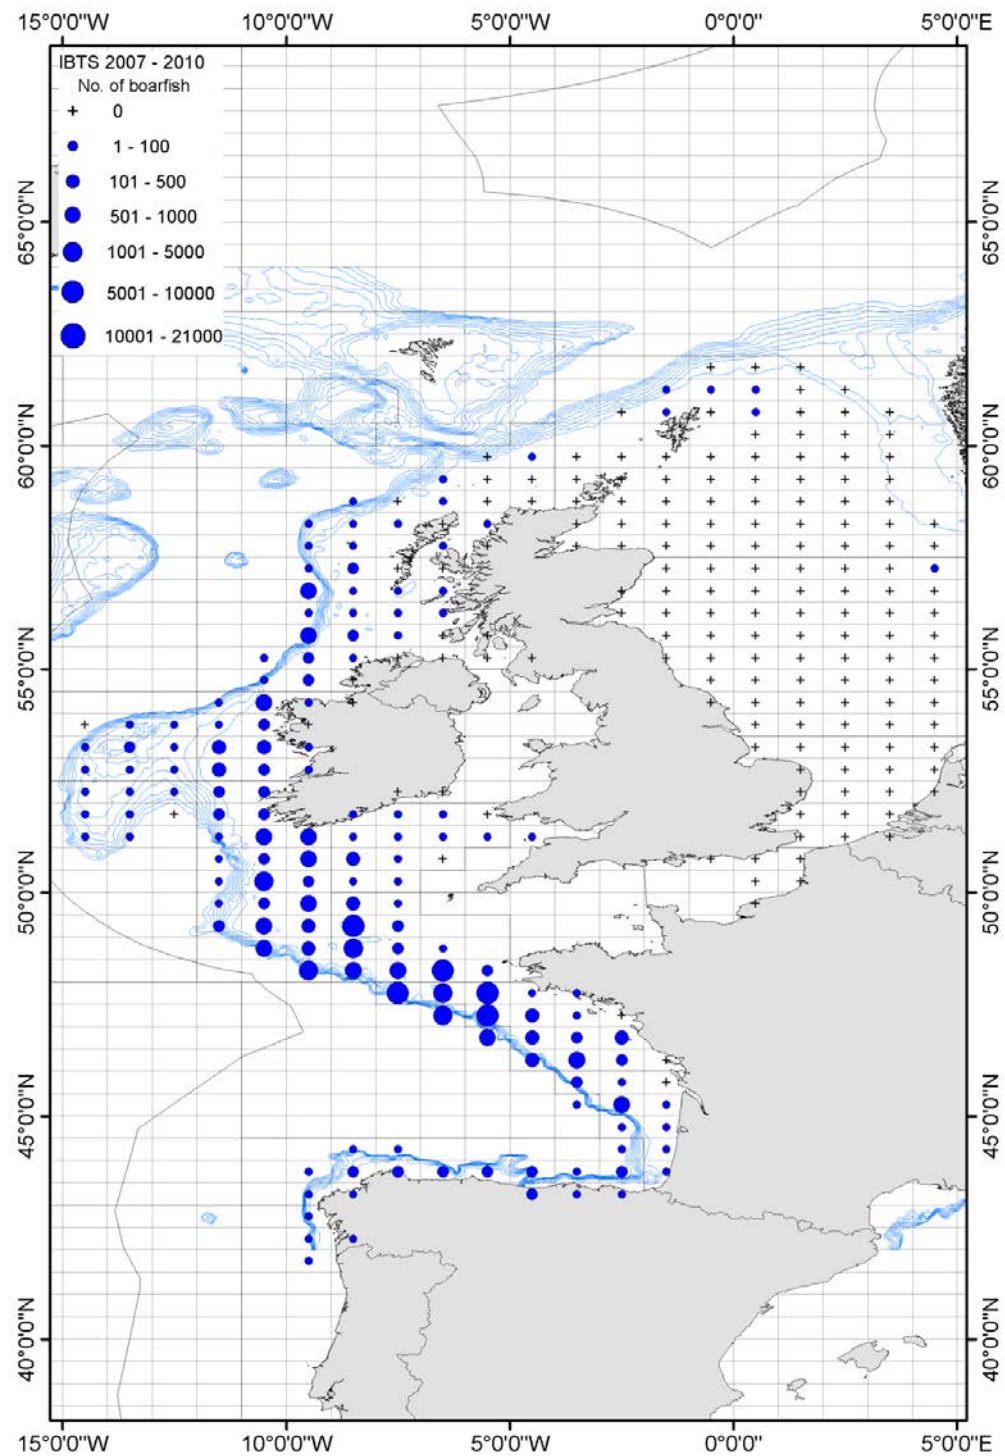 15°0'0"W 10°0'0"W 5°0'0"W 0°0'0" 5°0'0"E
IBTS 2007 - 2010
No. of boarfish
0
1 - 100
101 - 500
501 - 1000
1001 - 5000
5001 - 10000
10001 - 21000
65°0'0"N 65°0'0"N
60°0'0"N 60°0'0"N
55°0'0"N 55°0'0"N
50°0'0"N 50°0'0"N
45°0'0"N 45°0'0"N
40°0'0"N 40°0'0"N
15°0'0"W 10°0'0"W 5°0'0"W 0°0'0" 5°0'0"E